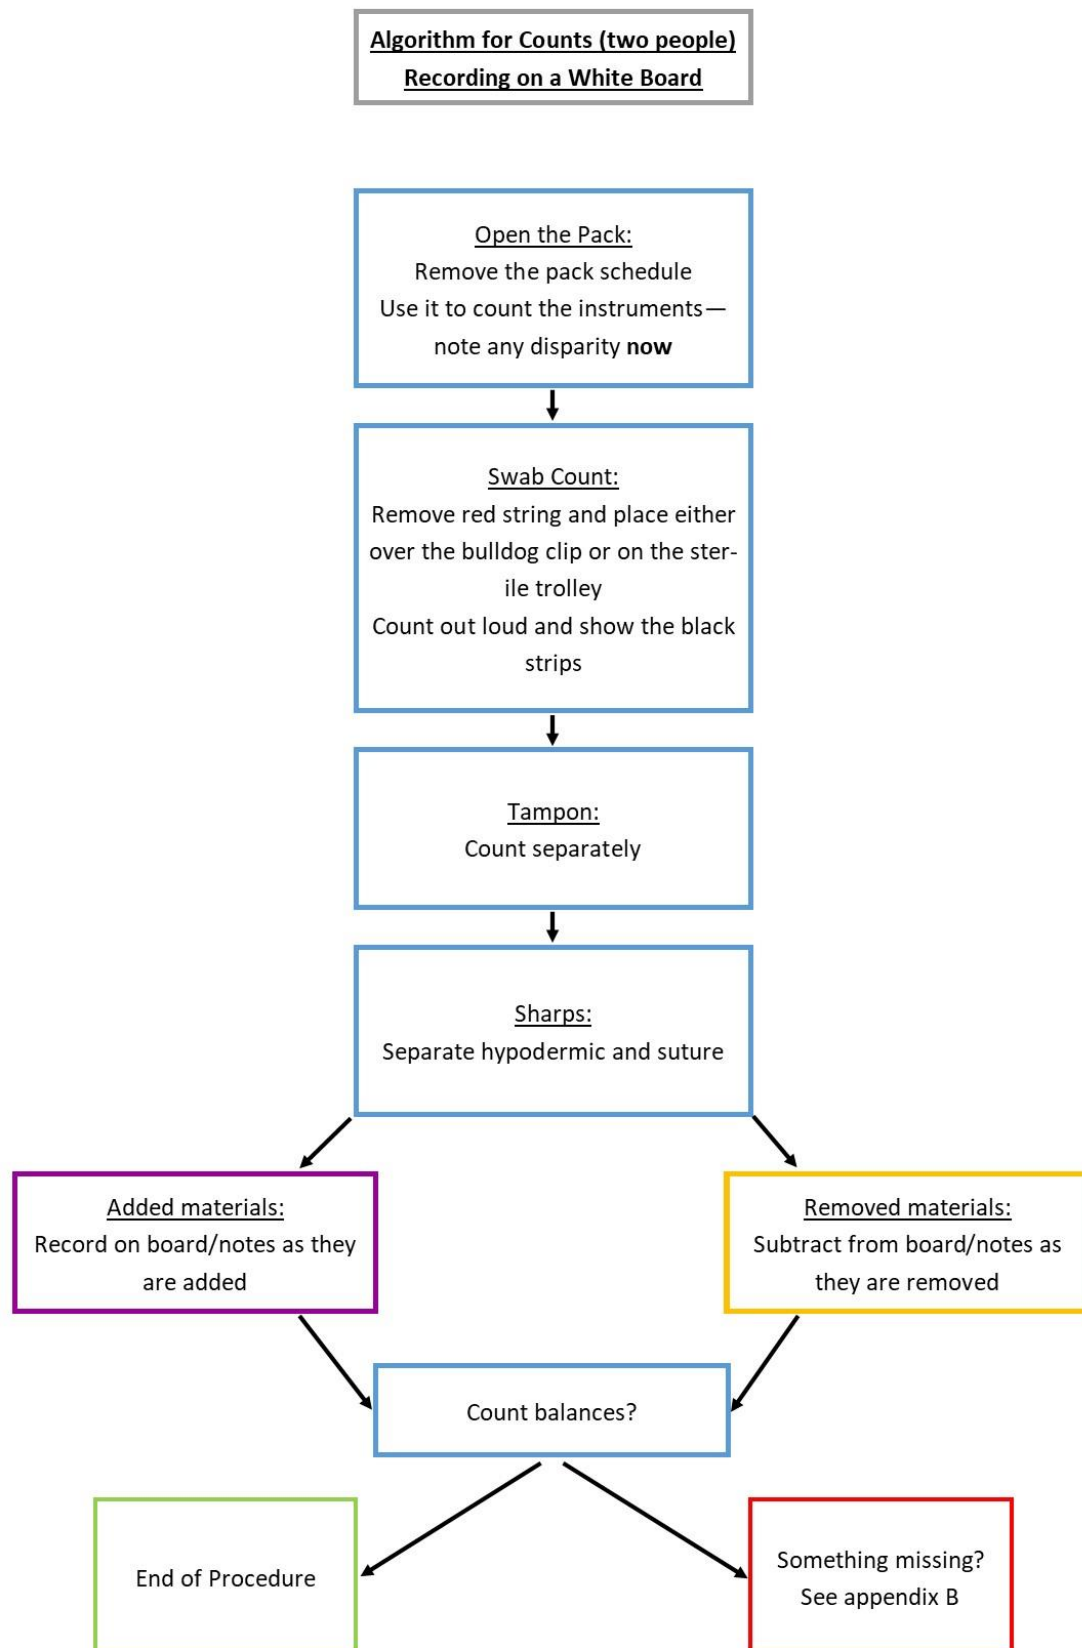 Algorithm for Counts (two people)
Recording on a White Board
Open the Pack:
Remove the pack schedule
Use it to count the instruments—
note any disparity now
Swab Count:
Remove red string and place either
over the bulldog clip or on the ster-
ile trolley
Count out loud and show the black
strips
Tampon:
Count separately
Sharps:
Separate hypodermic and suture
Added materials:
Record on board/notes as they
are added
Removed materials:
Subtract from board/notes as
they are removed
Count balances?
End of Procedure
Something missing?
See appendix B